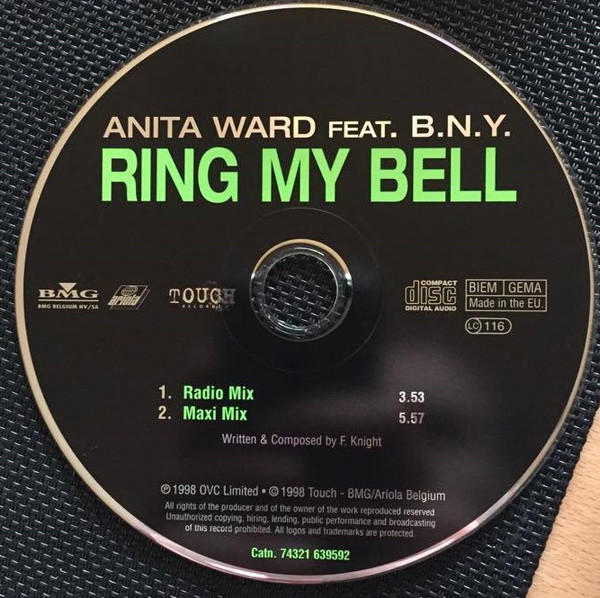 ANITA WARD FEAT. B.N.Y.
RING MY BELL
BMG
BMG BELGIUM NV/SA
ariola
TOUCH
RECORDS
COMPACT
disc
DIGITAL AUDIO
BIEM GEMA
Made in the EU.
LC 116
1. Radio Mix 3.53
2. Maxi Mix 5.57
Written & Composed by F. Knight
℗ 1998 OVC Limited • © 1998 Touch - BMG/Ariola Belgium
All rights of the producer and of the owner of the work reproduced reserved.
Unauthorized copying, hiring, lending, public performance and broadcasting
of this record prohibited. All logos and trademarks are protected.
Catn. 74321 639592